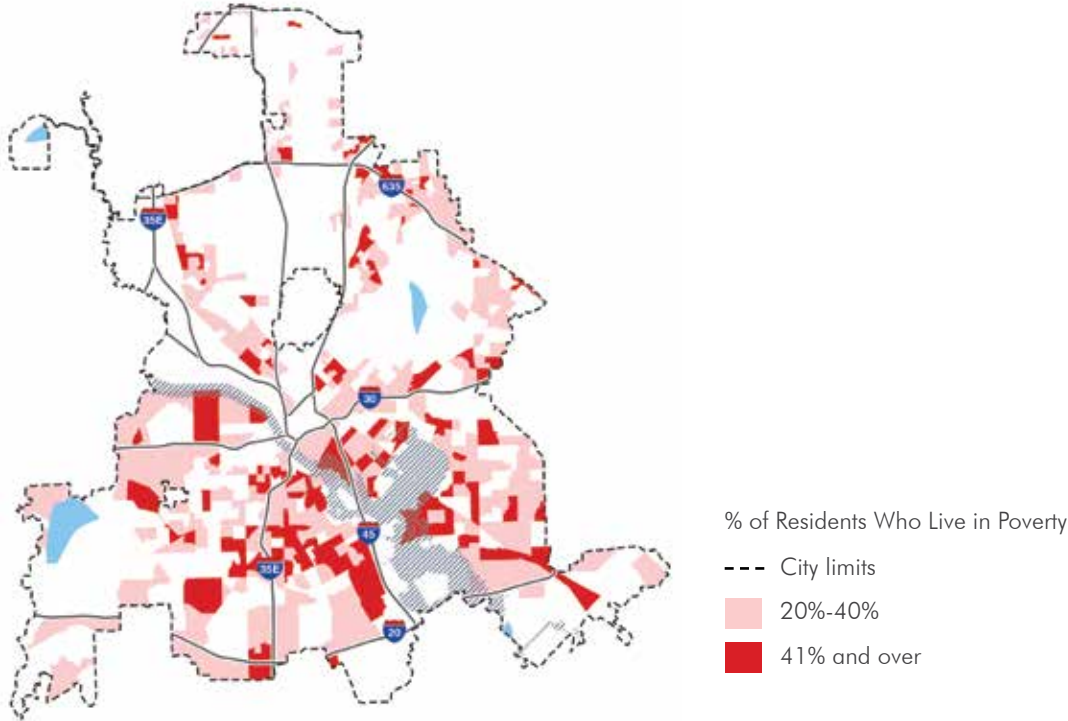 635
35E
30
45
35E
20
% of Residents Who Live in Poverty
City limits
20%-40%
41% and over